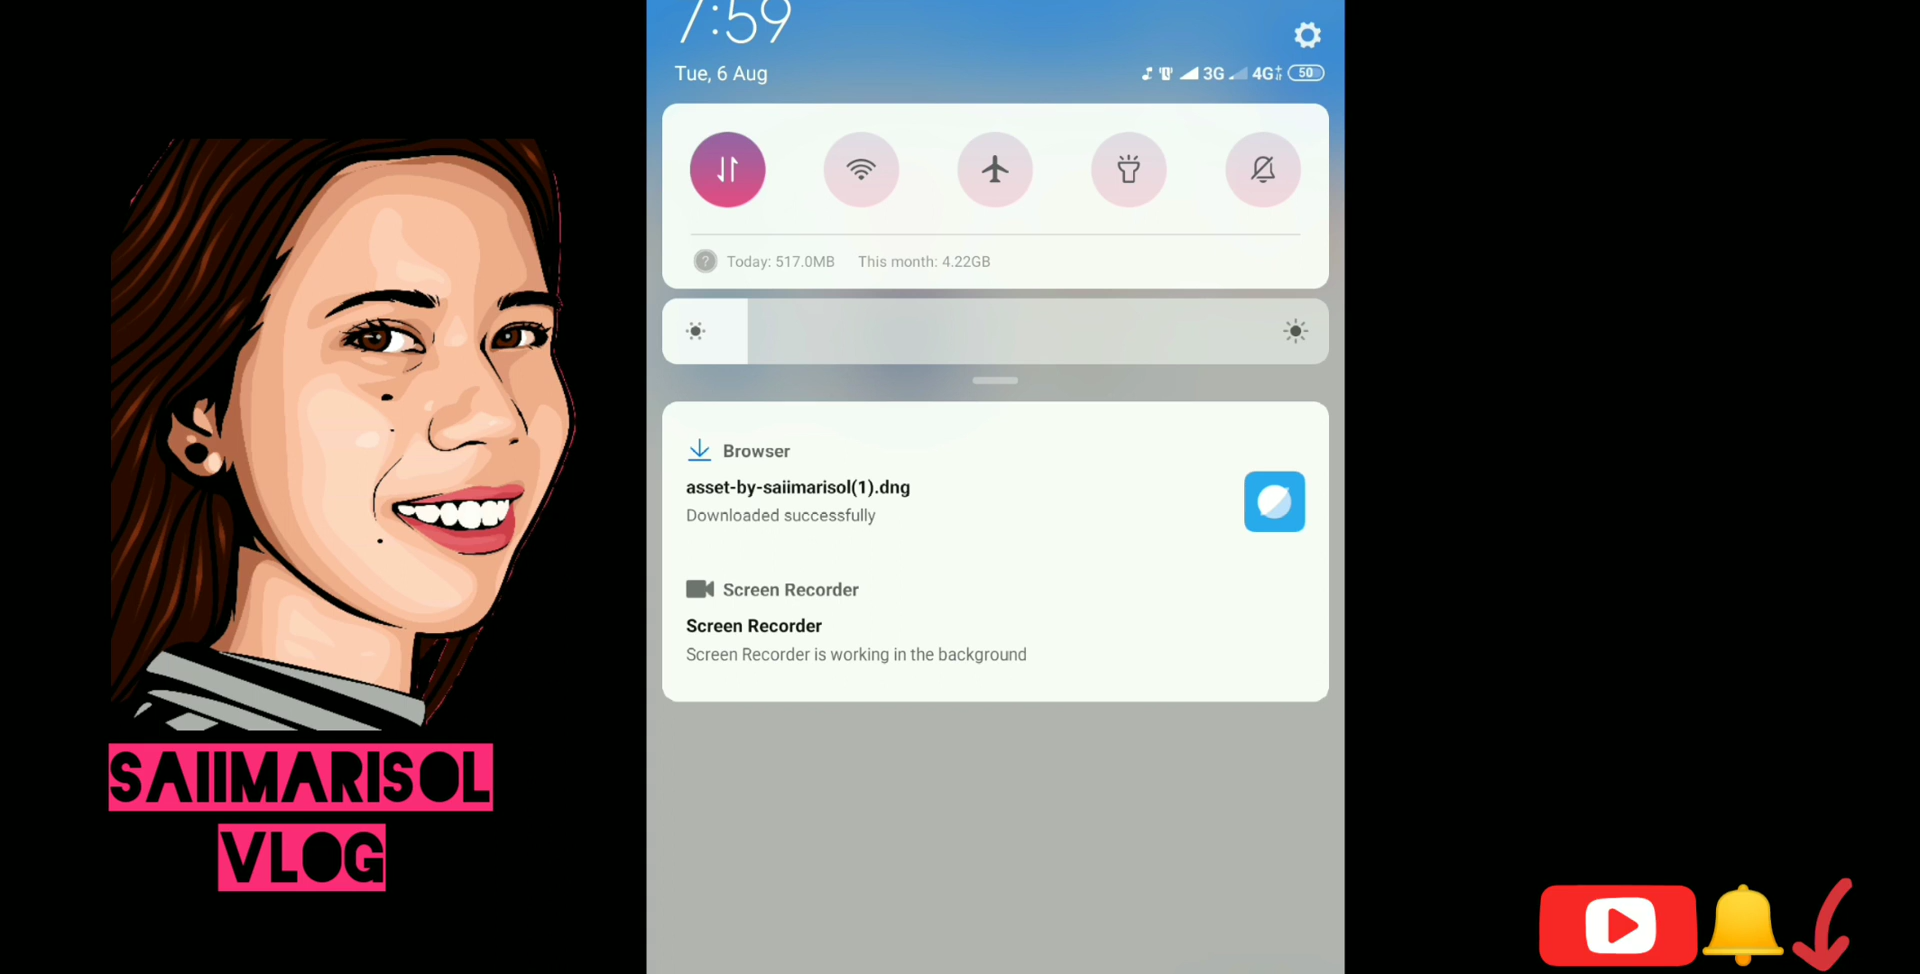 7:59
Tue, 6 Aug
3G 4G+ 50
Today: 517.0MB This month: 4.22GB
Browser
asset-by-saiimarisol(1).dng
Downloaded successfully
Screen Recorder
Screen Recorder
Screen Recorder is working in the background
SAIIMARISOL
VLOG